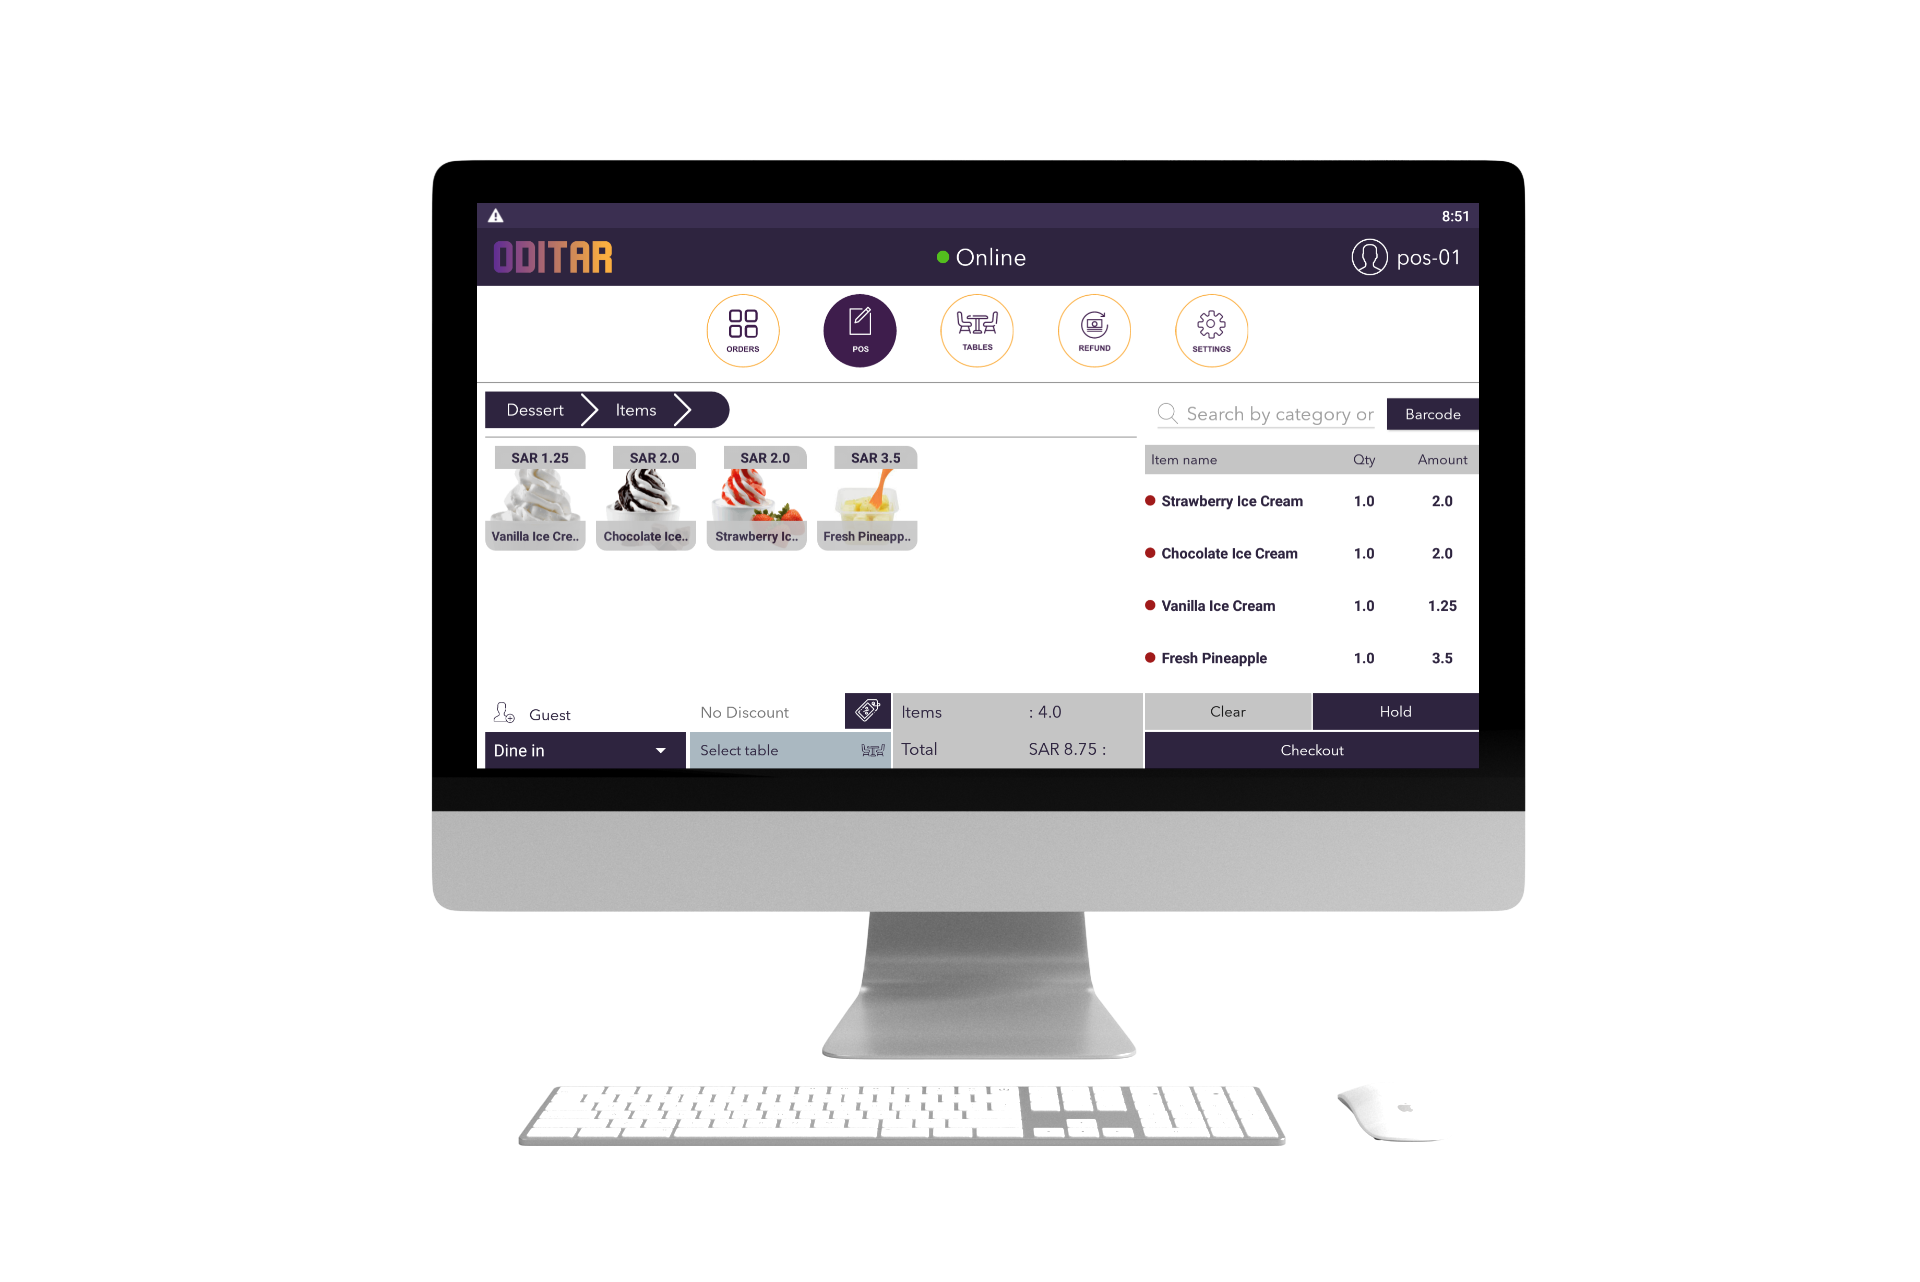 8:51
ODITAR
Online
pos-01
ORDERS
POS
TABLES
REFUND
SETTINGS
Dessert
Items
Search by category or
Barcode
SAR 1.25
SAR 2.0
SAR 2.0
SAR 3.5
Vanilla Ice Cre..
Chocolate Ice..
Strawberry Ic..
Fresh Pineapp..
Item name Qty Amount
Strawberry Ice Cream 1.0 2.0
Chocolate Ice Cream 1.0 2.0
Vanilla Ice Cream 1.0 1.25
Fresh Pineapple 1.0 3.5
Guest
No Discount
Items : 4.0
Clear
Hold
Dine in
Select table
Total SAR 8.75 :
Checkout